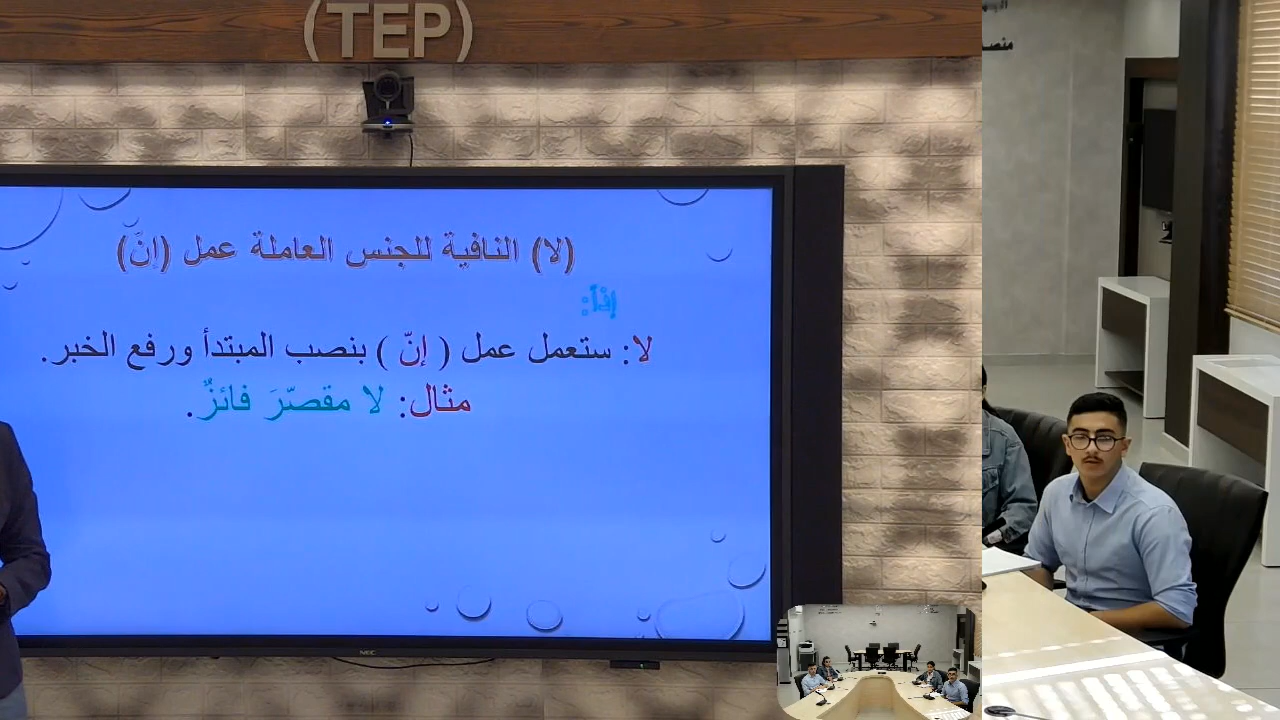 (TEP)
(لا) النافية للجنس العاملة عمل (إنّ)
إذاً:
لا: ستعمل عمل ( إنّ ) بنصب المبتدأ ورفع الخبر.
مثال: لا مقصّرَ فائزٌ.
NEC